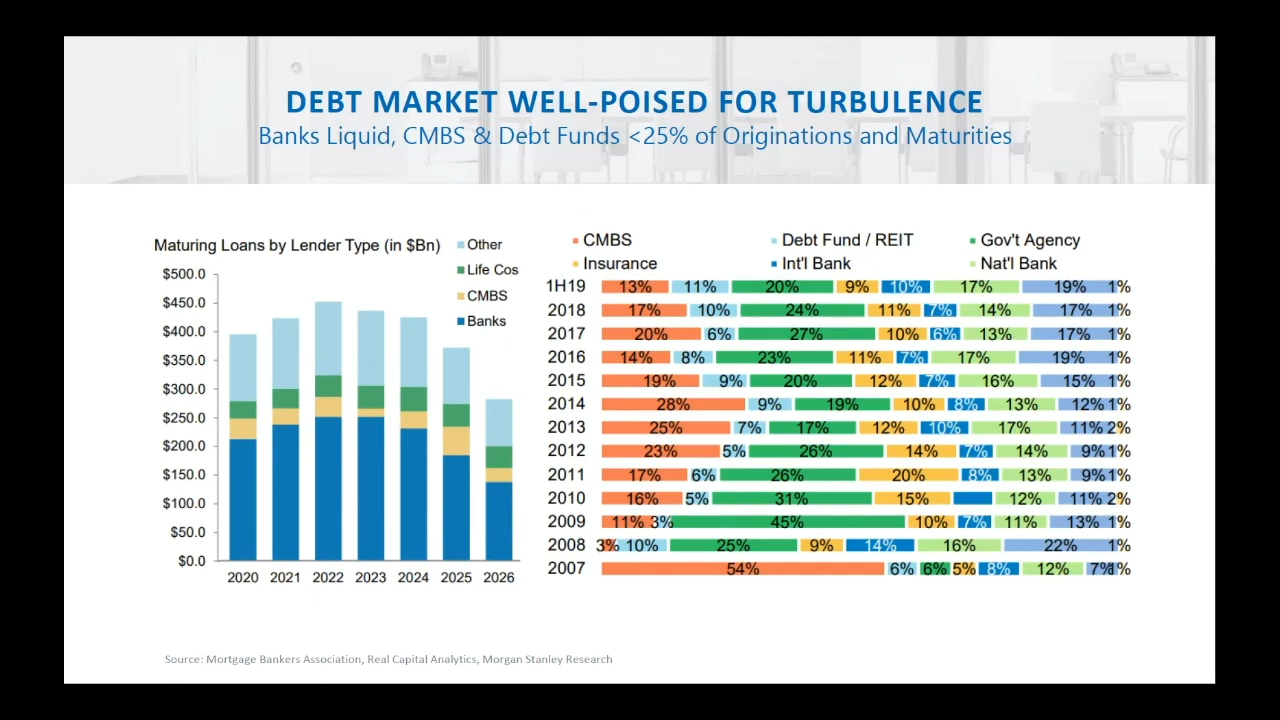 DEBT MARKET WELL-POISED FOR TURBULENCE
Banks Liquid, CMBS & Debt Funds <25% of Originations and Maturities
Maturing Loans by Lender Type (in $Bn)
Other
Life Cos
CMBS
Banks
$500.0
$450.0
$400.0
$350.0
$300.0
$250.0
$200.0
$150.0
$100.0
$50.0
$0.0
2020 2021 2022 2023 2024 2025 2026
CMBS Debt Fund / REIT Gov't Agency
Insurance Int'l Bank Nat'l Bank
1H19 13% 11% 20% 9% 10% 17% 19% 1%
2018 17% 10% 24% 11% 7% 14% 17% 1%
2017 20% 6% 27% 10% 6% 13% 17% 1%
2016 14% 8% 23% 11% 7% 17% 19% 1%
2015 19% 9% 20% 12% 7% 16% 15% 1%
2014 28% 9% 19% 10% 8% 13% 12% 1%
2013 25% 7% 17% 12% 10% 17% 11% 2%
2012 23% 5% 26% 14% 7% 14% 9% 1%
2011 17% 6% 26% 20% 8% 13% 9% 1%
2010 16% 5% 31% 15% 12% 11% 2%
2009 11% 3% 45% 10% 7% 11% 13% 1%
2008 3% 10% 25% 9% 14% 16% 22% 1%
2007 54% 6% 6% 5% 8% 12% 7% 1%
Source: Mortgage Bankers Association, Real Capital Analytics, Morgan Stanley Research